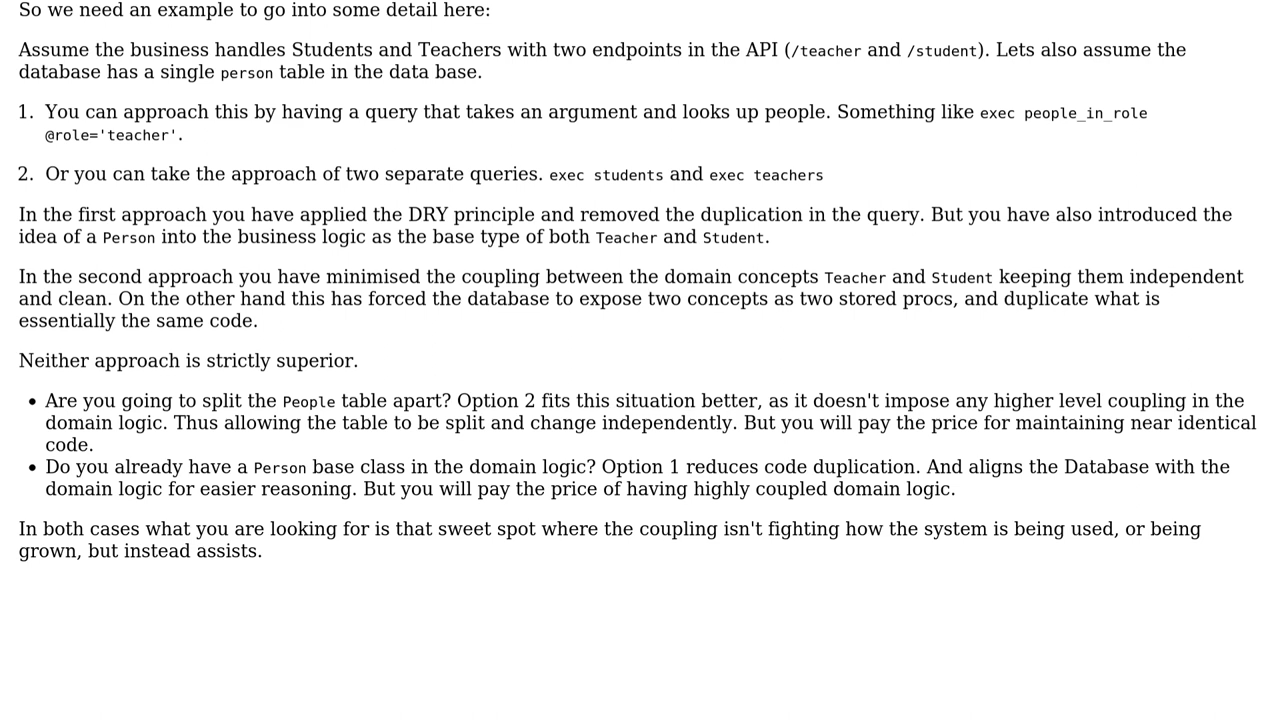 So we need an example to go into some detail here:
Assume the business handles Students and Teachers with two endpoints in the API (/teacher and /student). Lets also assume the
database has a single person table in the data base.
1. You can approach this by having a query that takes an argument and looks up people. Something like exec people_in_role
@role='teacher'.
2. Or you can take the approach of two separate queries. exec students and exec teachers
In the first approach you have applied the DRY principle and removed the duplication in the query. But you have also introduced the
idea of a Person into the business logic as the base type of both Teacher and Student.
In the second approach you have minimised the coupling between the domain concepts Teacher and Student keeping them independent
and clean. On the other hand this has forced the database to expose two concepts as two stored procs, and duplicate what is
essentially the same code.
Neither approach is strictly superior.
• Are you going to split the People table apart? Option 2 fits this situation better, as it doesn't impose any higher level coupling in the
domain logic. Thus allowing the table to be split and change independently. But you will pay the price for maintaining near identical
code.
• Do you already have a Person base class in the domain logic? Option 1 reduces code duplication. And aligns the Database with the
domain logic for easier reasoning. But you will pay the price of having highly coupled domain logic.
In both cases what you are looking for is that sweet spot where the coupling isn't fighting how the system is being used, or being
grown, but instead assists.